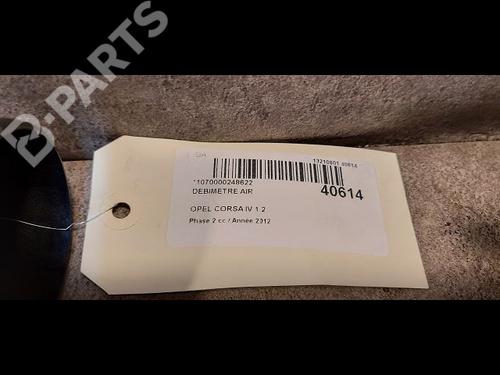 B-PARTS
13210801 40614
*1070000248622
DEBIMETRE AIR
40614
OPEL CORSA IV 1.2
Phase 2 cc / Année 2012